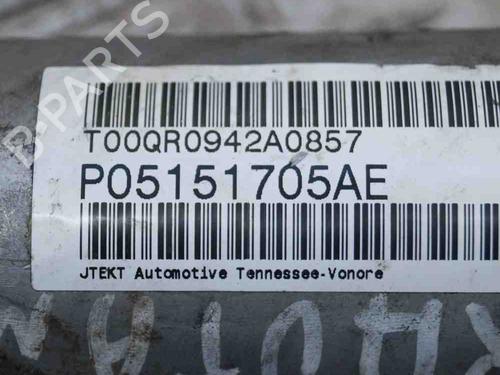 B-PARTS
T00QR0942A0857
P05151705AE
JTEKT Automotive Tennessee-Vonore